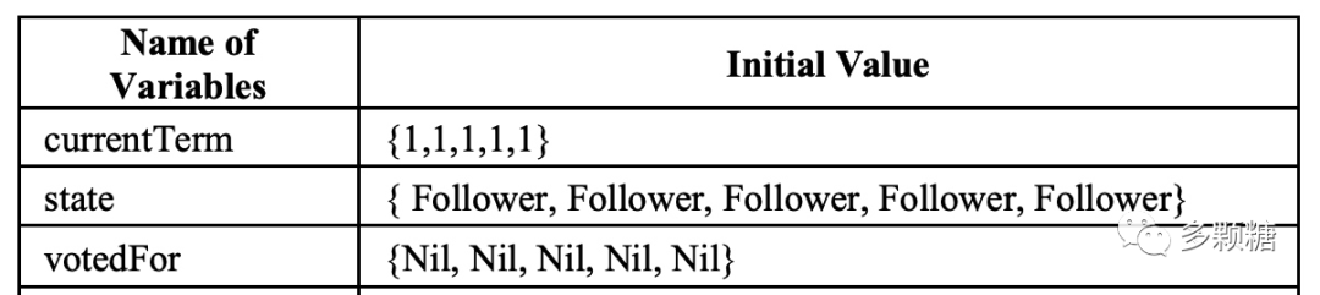 Name of
Variables
Initial Value
currentTerm
{1,1,1,1,1}
state
{ Follower, Follower, Follower, Follower, Follower}
votedFor
{Nil, Nil, Nil, Nil, Nil}
多颗糖